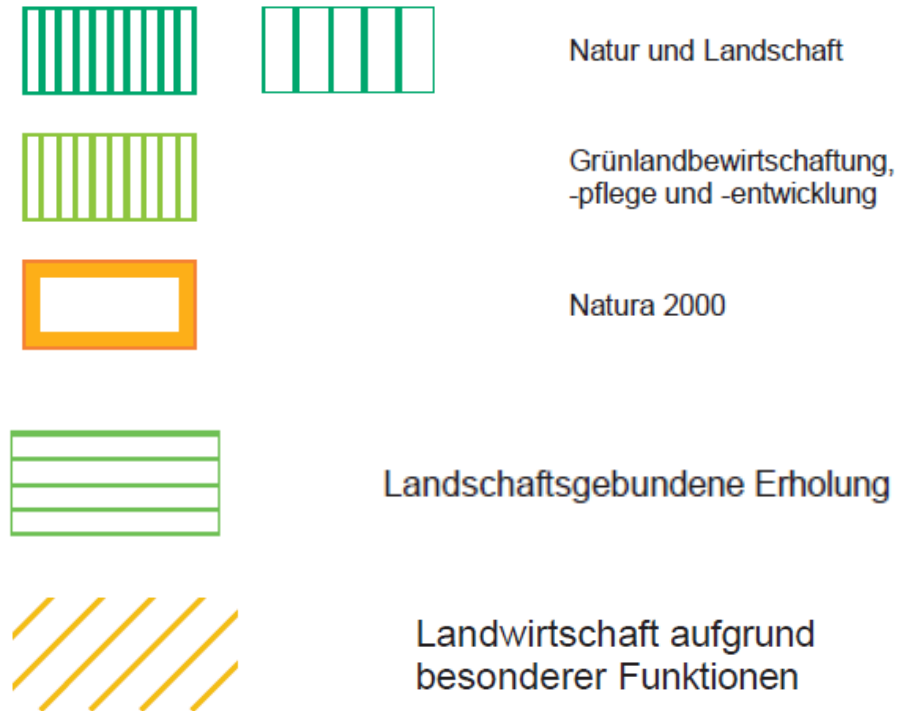 Natur und Landschaft
Grünlandbewirtschaftung,
-pflege und -entwicklung
Natura 2000
Landschaftsgebundene Erholung
Landwirtschaft aufgrund
besonderer Funktionen